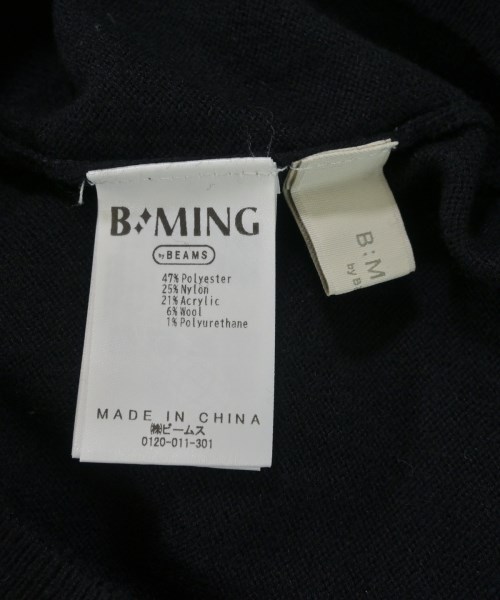 B:MING
by BEAMS
47% Polyester
25% Nylon
21% Acrylic
6% Wool
1% Polyurethane
MADE IN CHINA
㈱ビームス
0120-011-301
B:M
by B